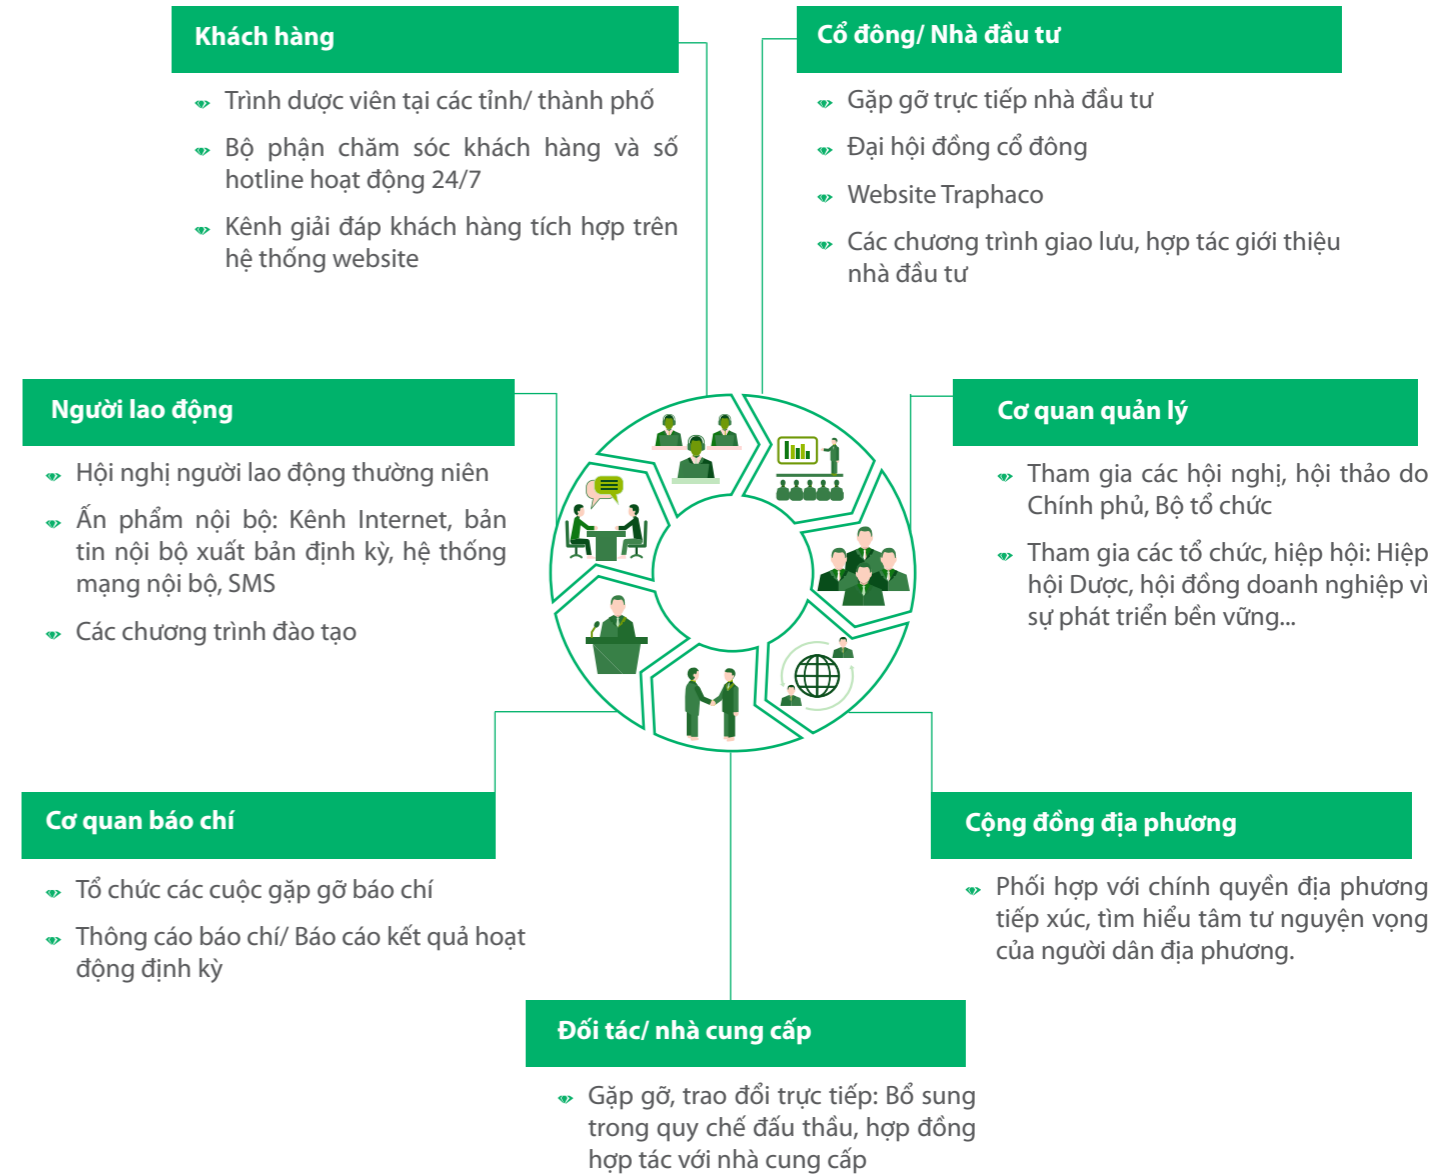 Khách hàng
Trình dược viên tại các tỉnh/ thành phố
Bộ phận chăm sóc khách hàng và số
hotline hoạt động 24/7
Kênh giải đáp khách hàng tích hợp trên
hệ thống website
Cổ đông/ Nhà đầu tư
Gặp gỡ trực tiếp nhà đầu tư
Đại hội đồng cổ đông
Website Traphaco
Các chương trình giao lưu, hợp tác giới thiệu
nhà đầu tư
Người lao động
Hội nghị người lao động thường niên
Ấn phẩm nội bộ: Kênh Internet, bản
tin nội bộ xuất bản định kỳ, hệ thống
mạng nội bộ, SMS
Các chương trình đào tạo
Cơ quan quản lý
Tham gia các hội nghị, hội thảo do
Chính phủ, Bộ tổ chức
Tham gia các tổ chức, hiệp hội: Hiệp
hội Dược, hội đồng doanh nghiệp vì
sự phát triển bền vững...
Cơ quan báo chí
Tổ chức các cuộc gặp gỡ báo chí
Thông cáo báo chí/ Báo cáo kết quả hoạt
động định kỳ
Cộng đồng địa phương
Phối hợp với chính quyền địa phương
tiếp xúc, tìm hiểu tâm tư nguyện vọng
của người dân địa phương.
Đối tác/ nhà cung cấp
Gặp gỡ, trao đổi trực tiếp: Bổ sung
trong quy chế đấu thầu, hợp đồng
hợp tác với nhà cung cấp